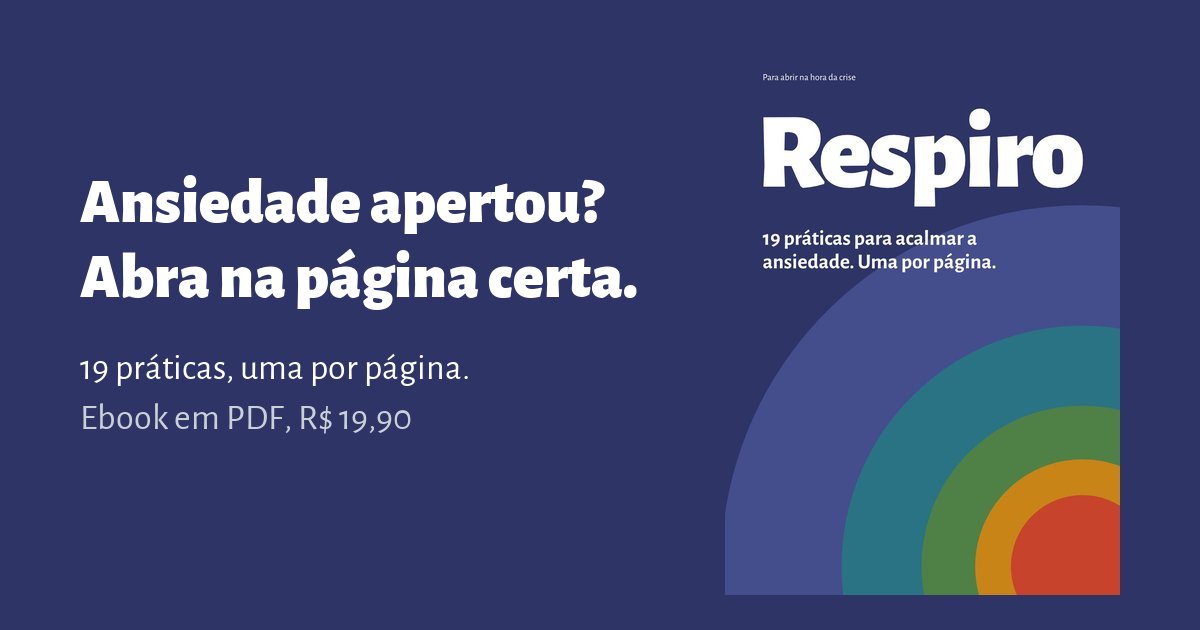 Ansiedade apertou?
Abra na página certa.
19 práticas, uma por página.
Ebook em PDF, R$ 19,90
Para abrir na hora da crise
Respiro
19 práticas para acalmar a
ansiedade. Uma por página.